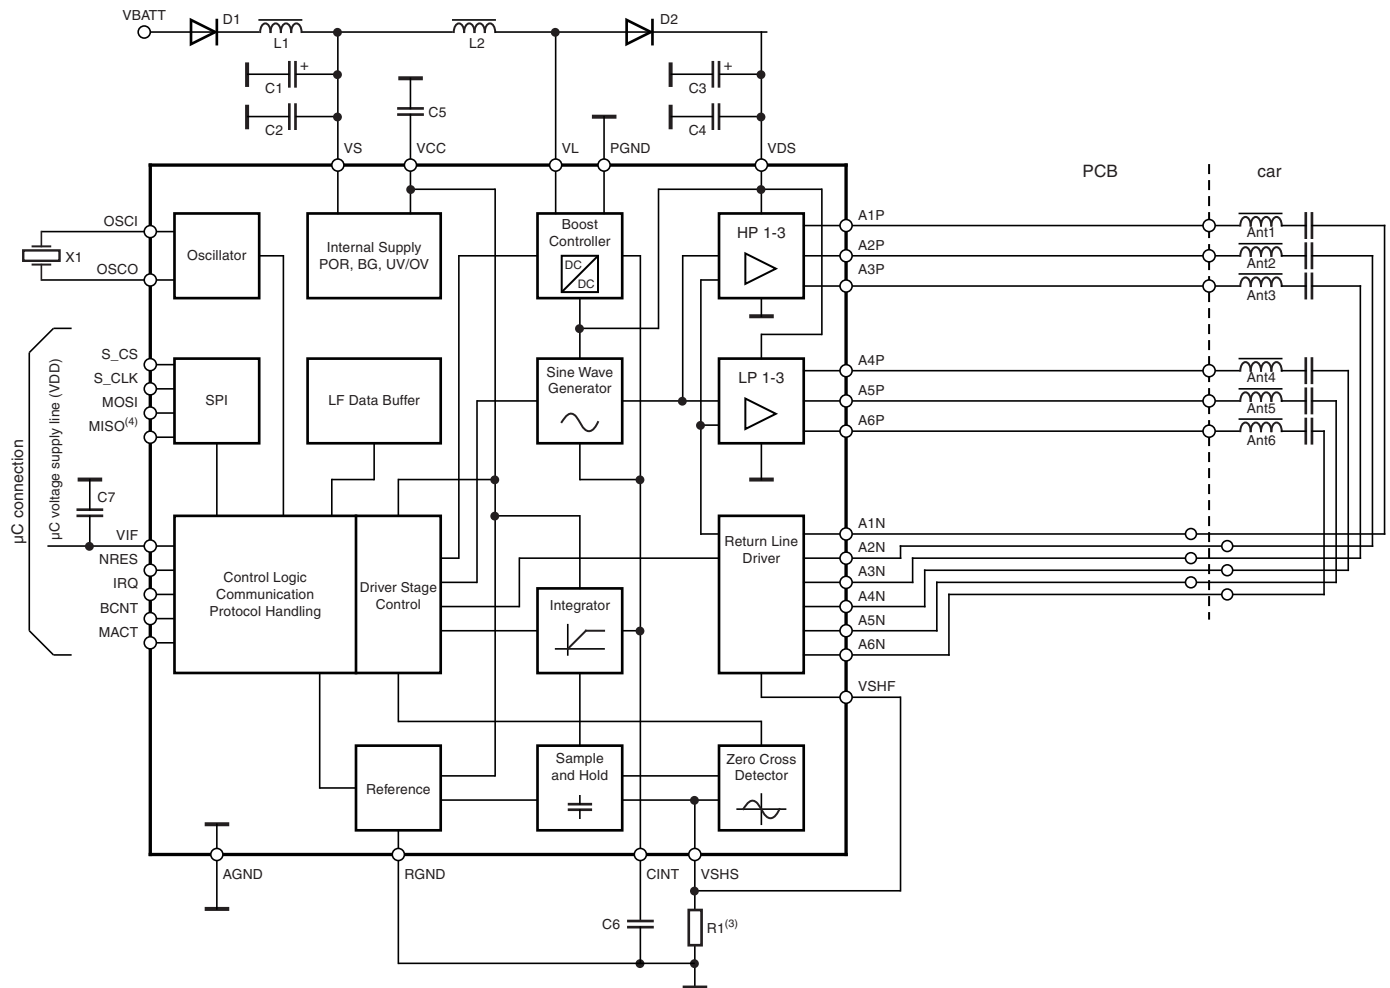 VBATT
D1
L1
L2
D2
C1
+
C2
C5
C3
+
C4
VS
VCC
VL
PGND
VDS
PCB
car
OSCI
X1
OSCO
Oscillator
Internal Supply
POR, BG, UV/OV
Boost
Controller
DC
DC
HP 1-3
A1P
A2P
A3P
Ant1
Ant2
Ant3
µC connection
µC voltage supply line (VDD)
S_CS
S_CLK
MOSI
MISO(4)
SPI
LF Data Buffer
Sine Wave
Generator
LP 1-3
A4P
A5P
A6P
Ant4
Ant5
Ant6
C7
VIF
NRES
IRQ
BCNT
MACT
Control Logic
Communication
Protocol Handling
Driver Stage
Control
Integrator
Return Line
Driver
A1N
A2N
A3N
A4N
A5N
A6N
VSHF
Reference
Sample
and Hold
Zero Cross
Detector
AGND
RGND
CINT
VSHS
C6
R1(3)